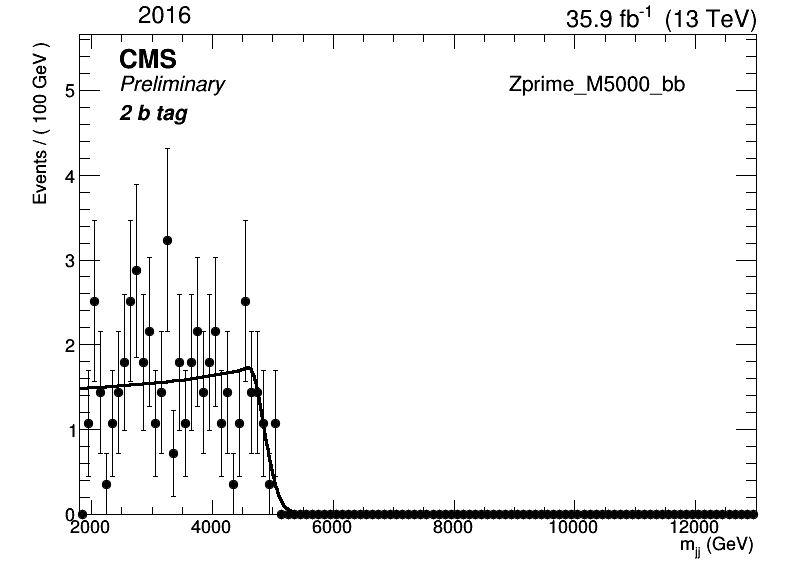 2016
35.9 fb-1 (13 TeV)
CMS
Preliminary
2 b tag
Zprime_M5000_bb
Events / ( 100 GeV )
5
4
3
2
1
0
2000 4000 6000 8000 10000 12000
mjj (GeV)